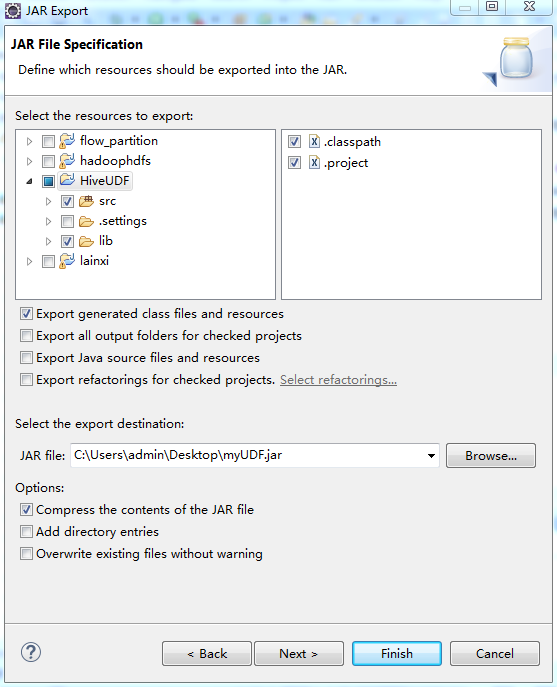 JAR Export
JAR File Specification
Define which resources should be exported into the JAR.
Select the resources to export:
flow_partition
hadoophdfs
HiveUDF
src
.settings
lib
lainxi
.classpath
.project
Export generated class files and resources
Export all output folders for checked projects
Export Java source files and resources
Export refactorings for checked projects. Select refactorings...
Select the export destination:
JAR file: C:\Users\admin\Desktop\myUDF.jar Browse...
Options:
Compress the contents of the JAR file
Add directory entries
Overwrite existing files without warning
? < Back Next > Finish Cancel